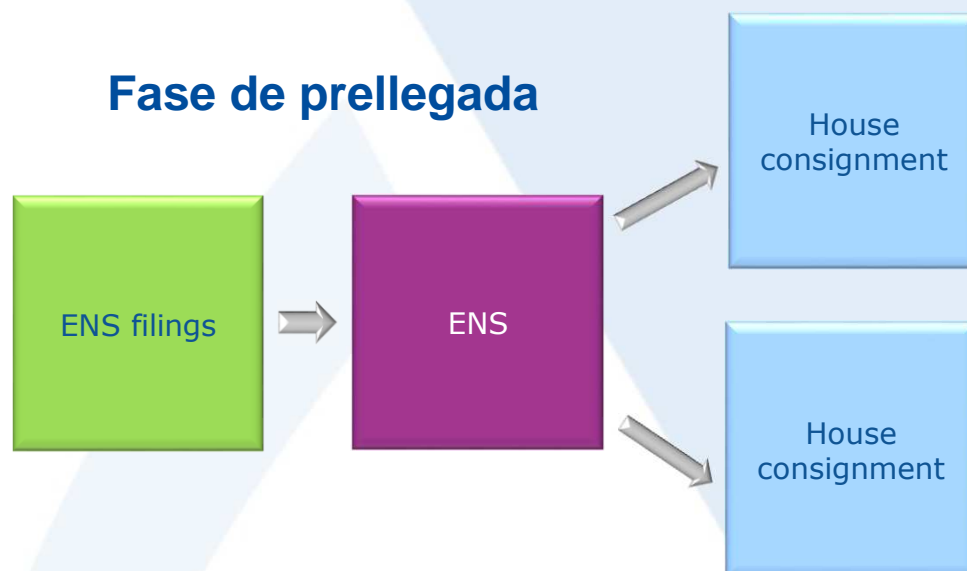 Fase de prellegada
ENS filings
ENS
House
consignment
House
consignment